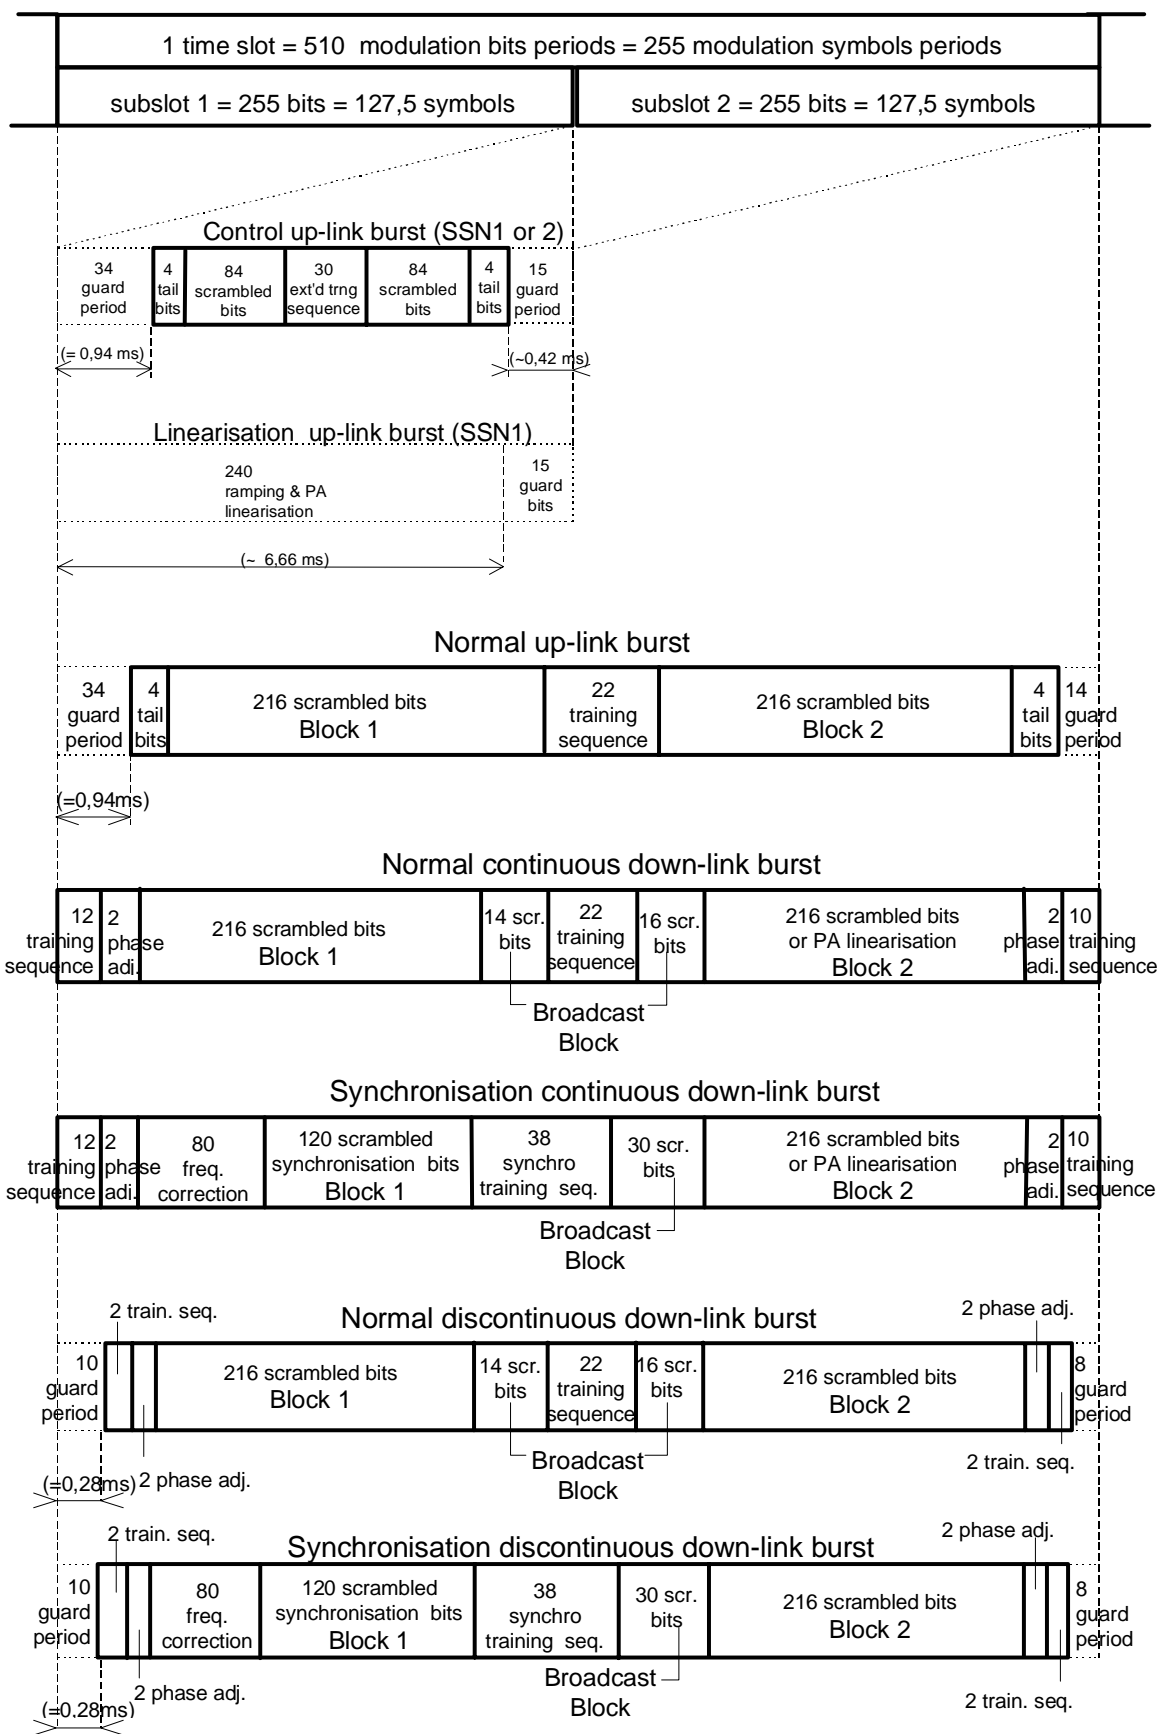 1 time slot = 510 modulation bits periods = 255 modulation symbols periods
subslot 1 = 255 bits = 127,5 symbols
subslot 2 = 255 bits = 127,5 symbols
Control up-link burst (SSN1 or 2)
34
guard
period
4
tail
bits
84
scrambled
bits
30
ext'd trng
sequence
84
scrambled
bits
4
tail
bits
15
guard
period
(= 0,94 ms)
(~0,42 ms)
Linearisation up-link burst (SSN1)
240
ramping & PA
linearisation
15
guard
bits
(~ 6,66 ms)
Normal up-link burst
34
guard
period
4
tail
bits
216 scrambled bits
Block 1
22
training
sequence
216 scrambled bits
Block 2
4
tail
bits
14
guard
period
(=0,94ms)
Normal continuous down-link burst
12
training
sequence
2
phase
adj.
216 scrambled bits
Block 1
14 scr.
bits
22
training
sequence
16 scr.
bits
216 scrambled bits
or PA linearisation
Block 2
2
phase
adj.
10
training
sequence
Broadcast
Block
Synchronisation continuous down-link burst
12
training
sequence
2
phase
adj.
80
freq.
correction
120 scrambled
synchronisation bits
Block 1
38
synchro
training seq.
30 scr.
bits
216 scrambled bits
or PA linearisation
Block 2
2
phase
adj.
10
training
sequence
Broadcast
Block
Normal discontinuous down-link burst
2 train. seq.
2 phase adj.
10
guard
period
216 scrambled bits
Block 1
14 scr.
bits
22
training
sequence
16 scr.
bits
216 scrambled bits
Block 2
8
guard
period
Broadcast
Block
2 train. seq.
(=0,28ms)
2 phase adj.
Synchronisation discontinuous down-link burst
2 train. seq.
2 phase adj.
10
guard
period
80
freq.
correction
120 scrambled
synchronisation bits
Block 1
38
synchro
training seq.
30 scr.
bits
216 scrambled bits
Block 2
8
guard
period
Broadcast
Block
2 phase adj.
2 train. seq.
(=0,28ms)